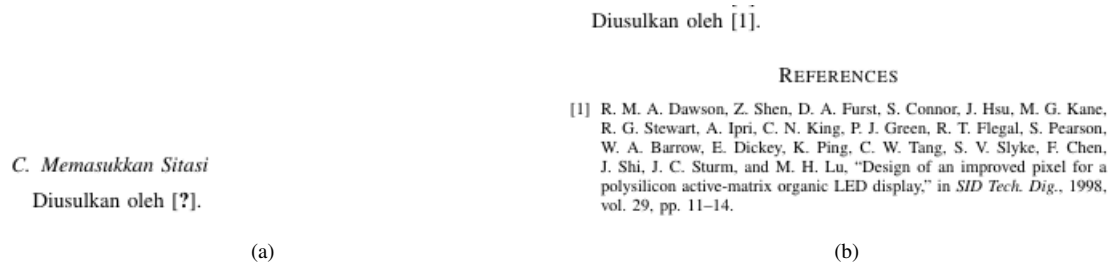 C. Memasukkan Sitasi
Diusulkan oleh [?].
(a)
Diusulkan oleh [1].
REFERENCES
[1] R. M. A. Dawson, Z. Shen, D. A. Furst, S. Connor, J. Hsu, M. G. Kane,
R. G. Stewart, A. Ipri, C. N. King, P. J. Green, R. T. Flegal, S. Pearson,
W. A. Barrow, E. Dickey, K. Ping, C. W. Tang, S. V. Slyke, F. Chen,
J. Shi, J. C. Sturm, and M. H. Lu, “Design of an improved pixel for a
polysilicon active-matrix organic LED display,” in SID Tech. Dig., 1998,
vol. 29, pp. 11–14.
(b)